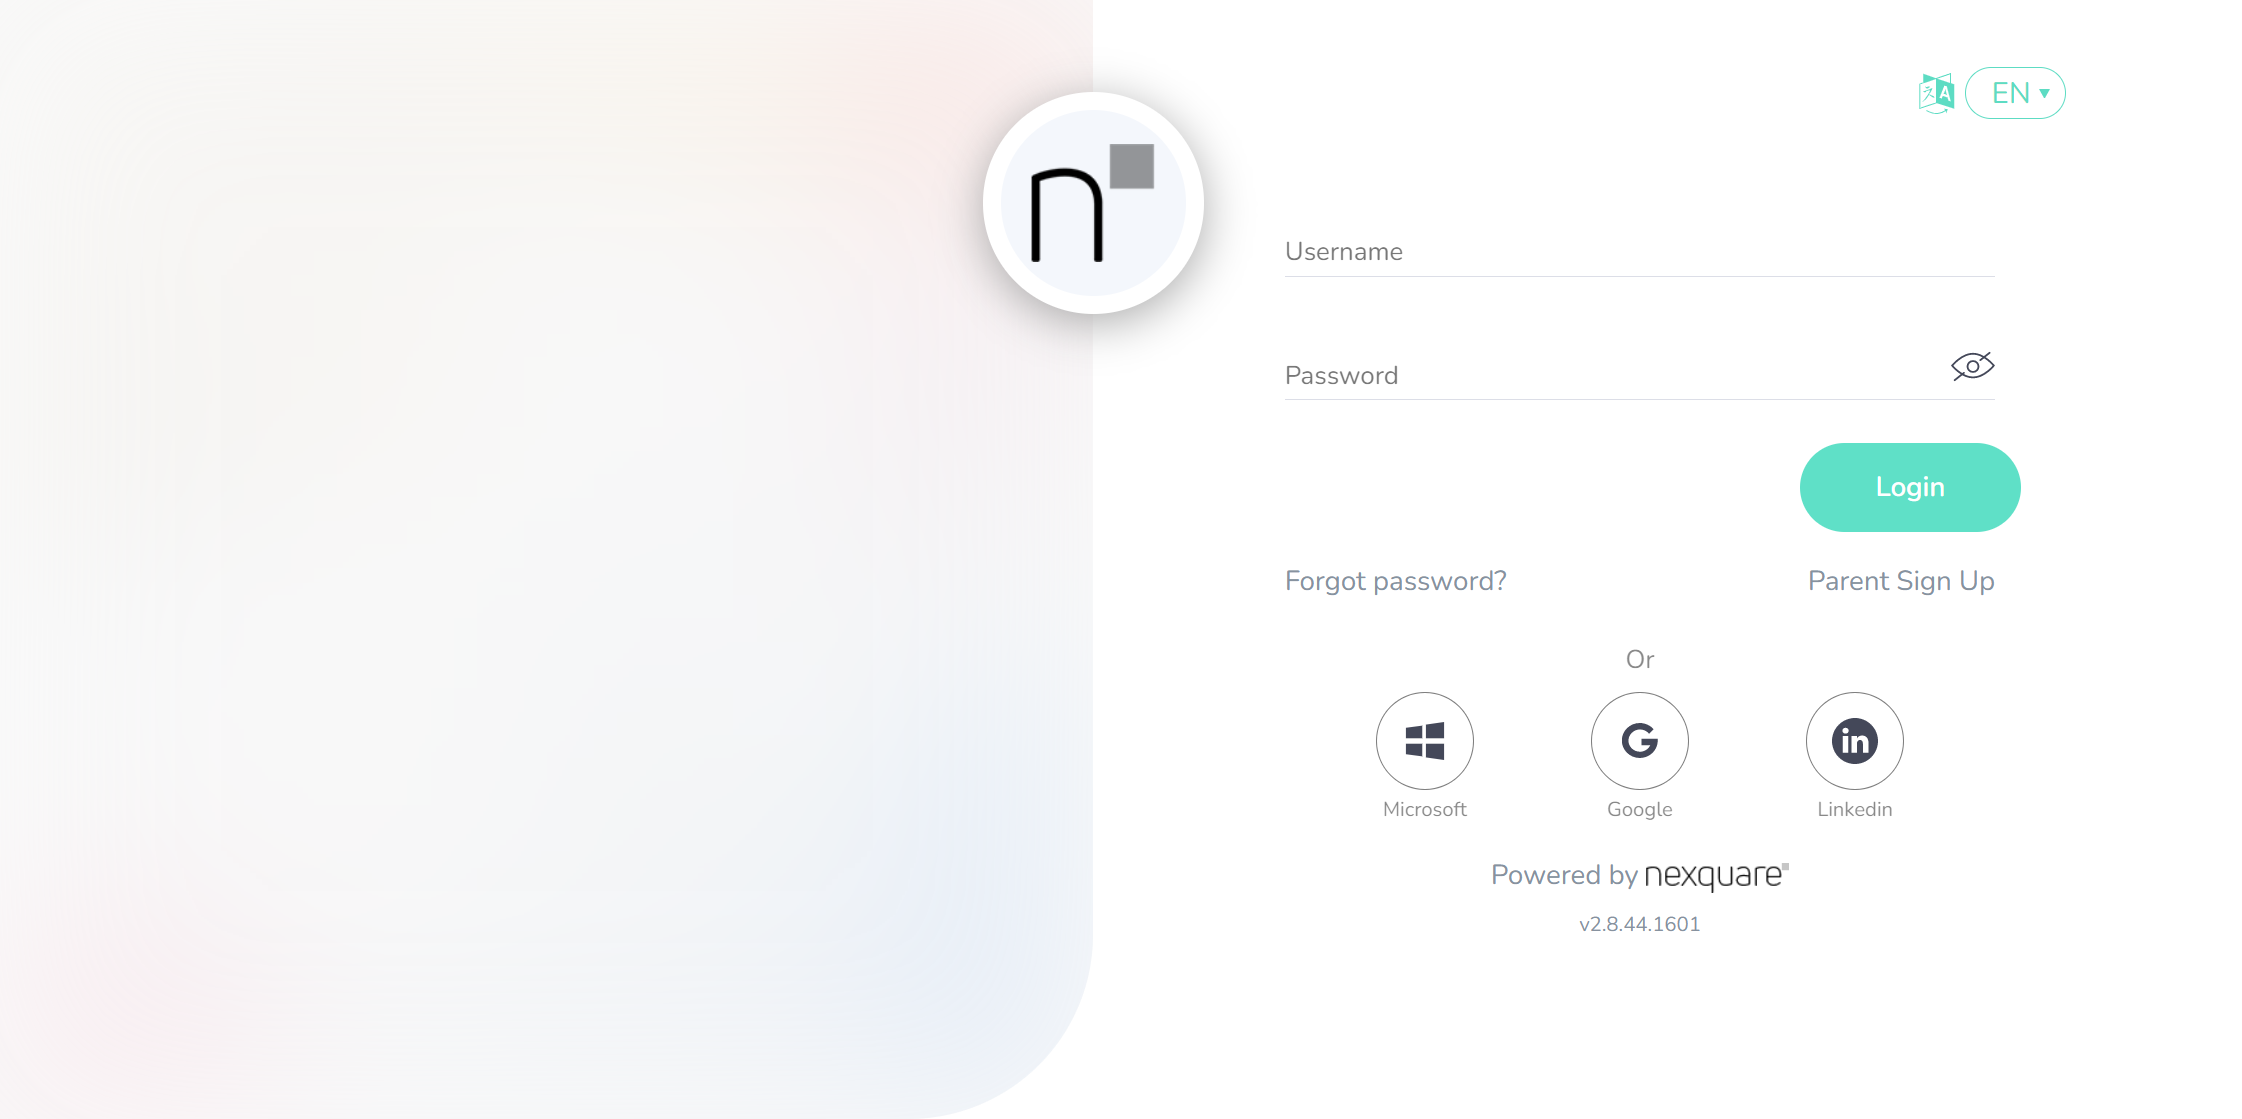 EN
n
Username
Password
Login
Forgot password?
Parent Sign Up
Or
Microsoft
Google
Linkedin
Powered by nexquare
v2.8.44.1601